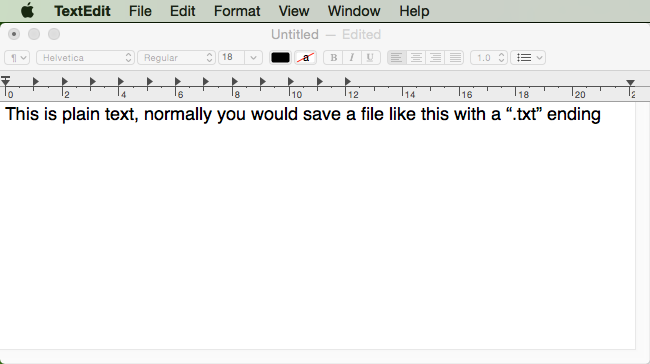 TextEdit File Edit Format View Window Help
Untitled — Edited
¶ Helvetica Regular 18 a B I U 1.0
0 2 4 6 8 10 12 14 16 18 20
This is plain text, normally you would save a file like this with a “.txt” ending